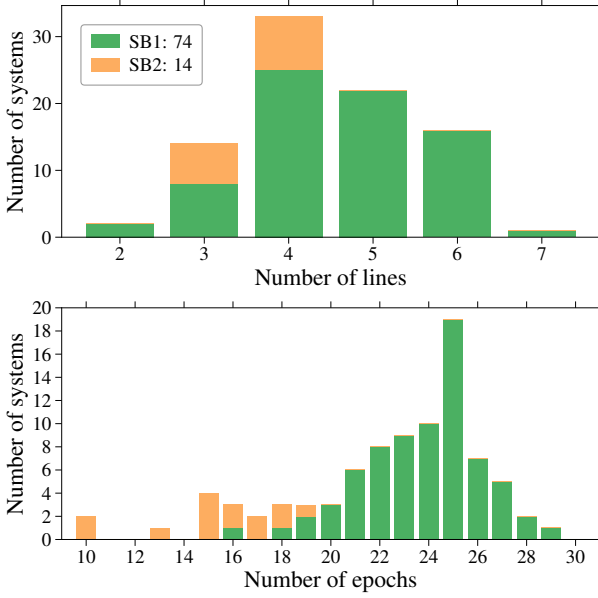 Number of systems
30
20
10
0
SB1: 74
SB2: 14
2 3 4 5 6 7
Number of lines
Number of systems
20
18
16
14
12
10
8
6
4
2
0
10 12 14 16 18 20 22 24 26 28 30
Number of epochs